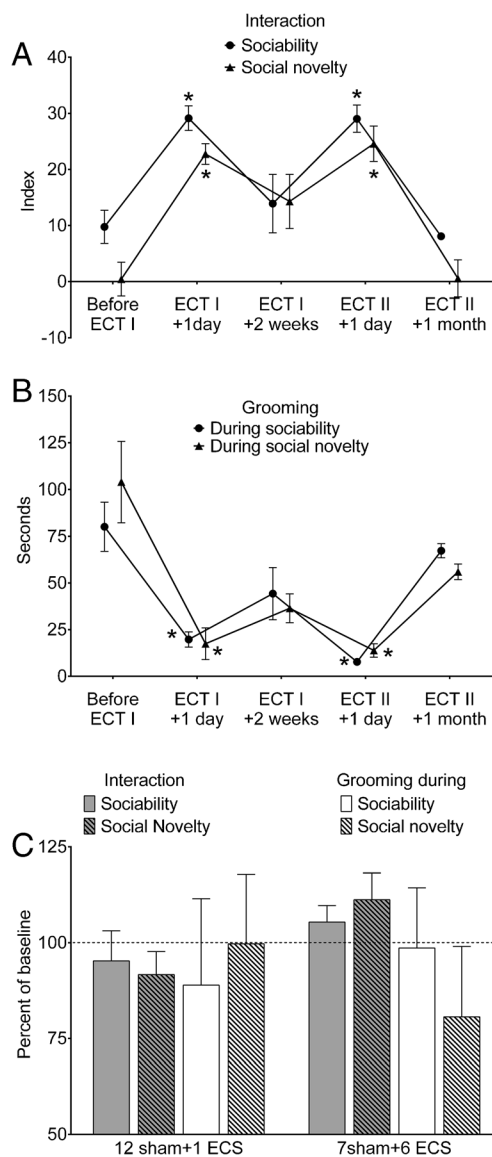 A
Interaction
Sociability
Social novelty
40
30
20
10
0
-10
Index
*
*
*
*
Before ECT I
ECT I +1day
ECT I +2 weeks
ECT II +1 day
ECT II +1 month
B
Grooming
During sociability
During social novelty
150
125
100
75
50
25
0
Seconds
*
*
*
*
Before ECT I
ECT I +1 day
ECT I +2 weeks
ECT II +1 day
ECT II +1 month
Interaction
Sociability
Social Novelty
Grooming during
Sociability
Social novelty
C
125
100
75
50
Percent of baseline
12 sham+1 ECS
7sham+6 ECS